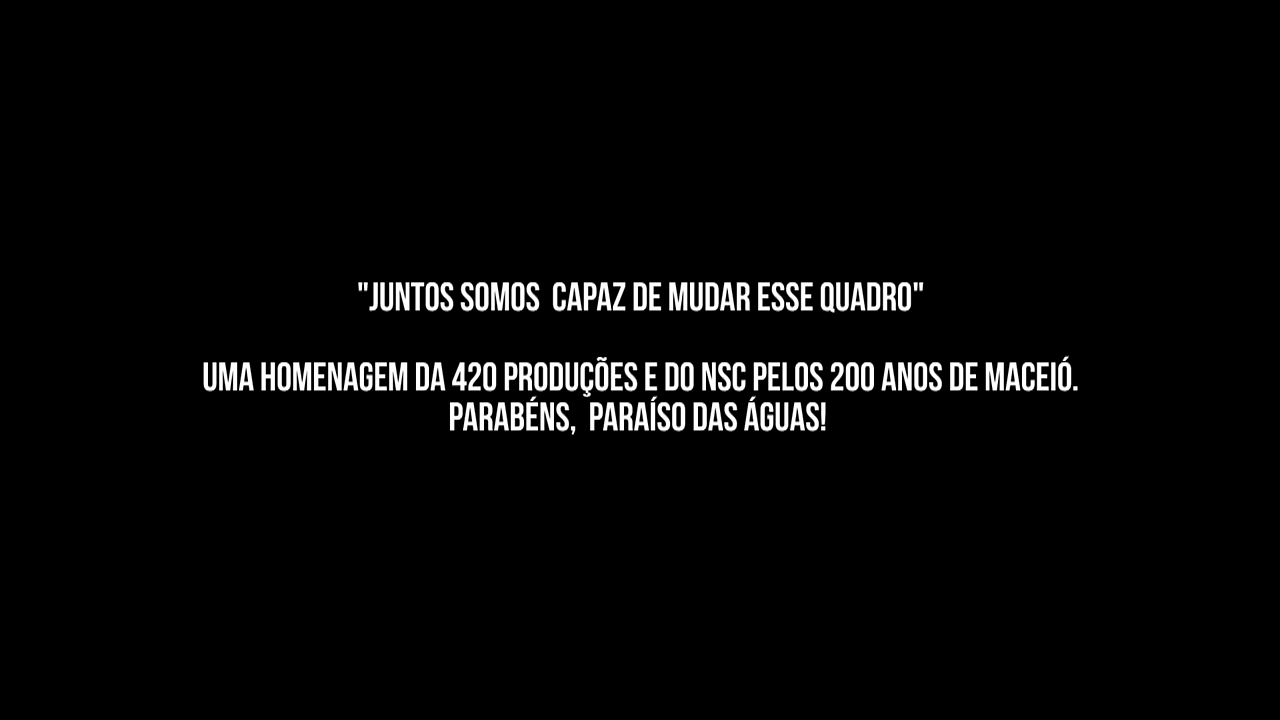 "JUNTOS SOMOS  CAPAZ DE MUDAR ESSE QUADRO"
UMA HOMENAGEM DA 420 PRODUÇÕES E DO NSC PELOS 200 ANOS DE MACEIÓ.
PARABÉNS,  PARAÍSO DAS ÁGUAS!